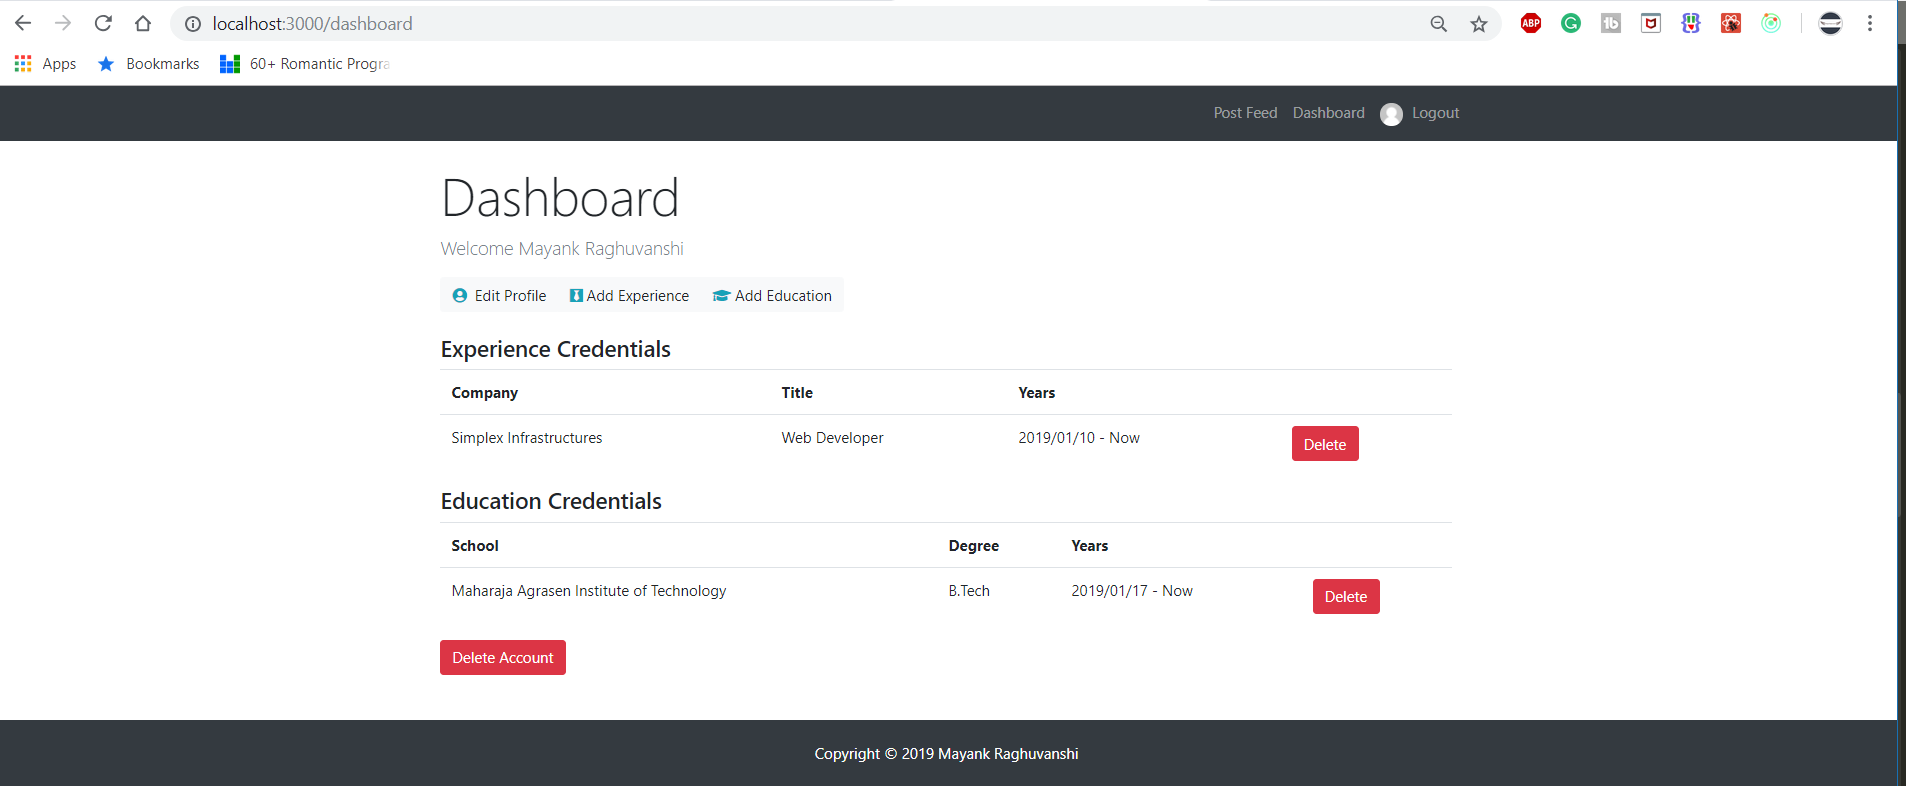 localhost:3000/dashboard
ABP
Apps Bookmarks 60+ Romantic Progra
Post Feed Dashboard Logout
Dashboard
Welcome Mayank Raghuvanshi
Edit Profile Add Experience Add Education
Experience Credentials
Company Title Years
Simplex Infrastructures Web Developer 2019/01/10 - Now Delete
Education Credentials
School Degree Years
Maharaja Agrasen Institute of Technology B.Tech 2019/01/17 - Now Delete
Delete Account
Copyright © 2019 Mayank Raghuvanshi